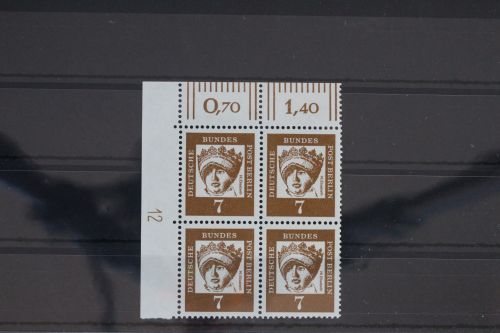 0,70 1,40
BUNDES BUNDES
DEUTSCHE POST BERLIN DEUTSCHE POST BERLIN
7 7
12
BUNDES BUNDES
DEUTSCHE POST BERLIN DEUTSCHE POST BERLIN
7 7